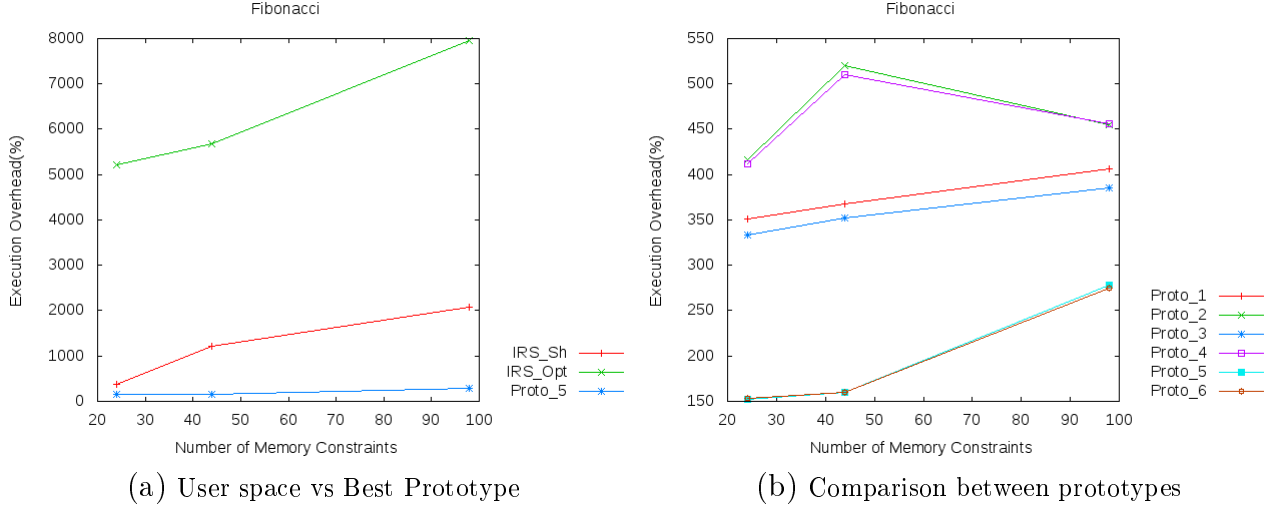 Fibonacci
8000
7000
6000
5000
4000
3000
2000
1000
0
20 30 40 50 60 70 80 90 100
Execution Overhead(%)
Number of Memory Constraints
IRS_Sh
IRS_Opt
Proto_5
(a) User space vs Best Prototype
Fibonacci
550
500
450
400
350
300
250
200
150
20 30 40 50 60 70 80 90 100
Execution Overhead(%)
Number of Memory Constraints
Proto_1
Proto_2
Proto_3
Proto_4
Proto_5
Proto_6
(b) Comparison between prototypes